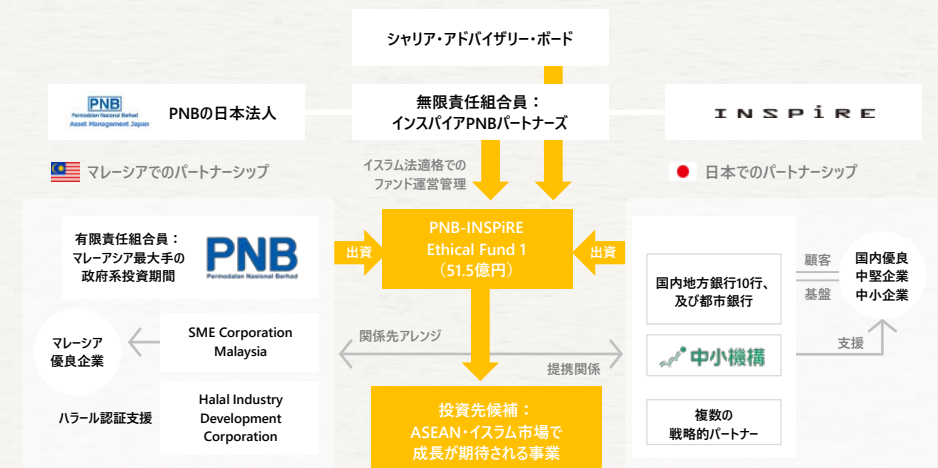 シャリア・アドバイザリー・ボード
PNB
Permodalan Nasional Berhad
Asset Management Japan
PNBの日本法人
無限責任組合員：
インスパイアPNBパートナーズ
INSPiRE
マレーシアでのパートナーシップ
イスラム法適格での
ファンド運営管理
日本でのパートナーシップ
有限責任組合員：
マレーアシア最大手の
政府系投資期間
PNB
Permodalan Nasional Berhad
出資
PNB-INSPiRE
Ethical Fund 1
（51.5億円）
出資
国内地方銀行10行、
及び都市銀行
顧客
基盤
国内優良
中堅企業
中小企業
マレーシア
優良企業
SME Corporation
Malaysia
関係先アレンジ
提携関係
中小機構
支援
ハラール認証支援
Halal Industry
Development
Corporation
投資先候補：
ASEAN・イスラム市場で
成長が期待される事業
複数の
戦略的パートナー